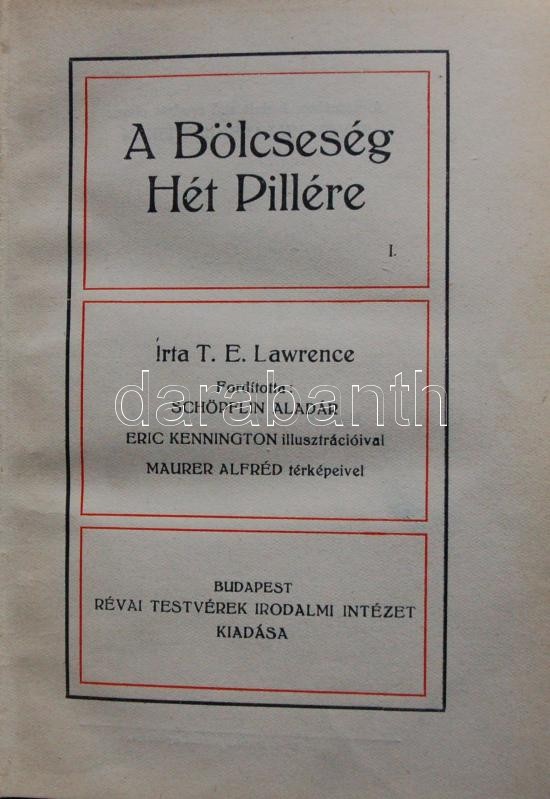 A Bölcseség
Hét Pillére
I.
Írta T. E. Lawrence
Fordította:
SCHÖPFLIN ALADÁR
darabanth
ERIC KENNINGTON illusztrációival
MAURER ALFRÉD térképeivel
BUDAPEST
RÉVAI TESTVÉREK IRODALMI INTÉZET
KIADÁSA